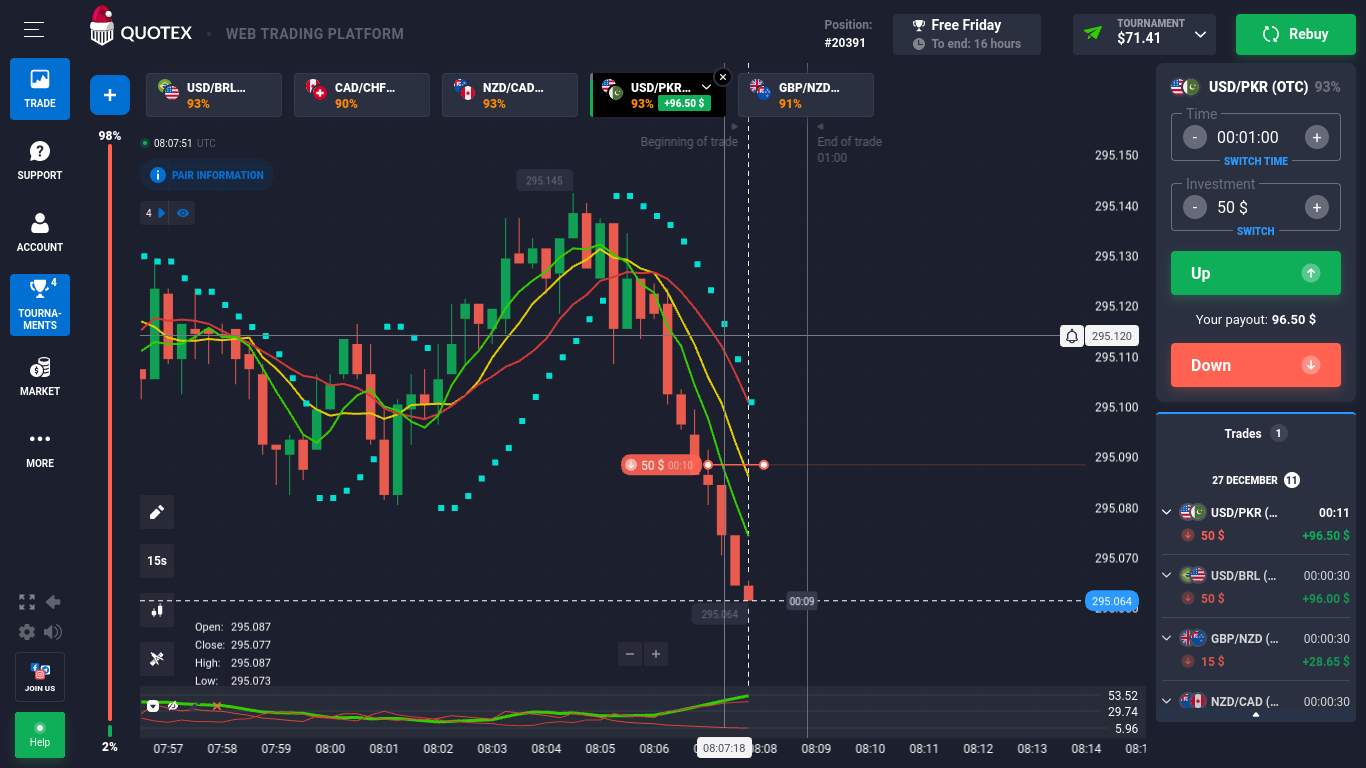 QUOTEX
WEB TRADING PLATFORM
Position:
#20391
Free Friday
To end: 16 hours
TOURNAMENT
$71.41
Rebuy
TRADE
SUPPORT
ACCOUNT
4
TOURNA-
MENTS
MARKET
MORE
JOIN US
Help
+
USD/BRL...
93%
CAD/CHF...
90%
NZD/CAD...
93%
USD/PKR...
93%
+96.50 $
GBP/NZD...
91%
98%
2%
08:07:51 UTC
PAIR INFORMATION
4
Beginning of trade
End of trade
01:00
295.145
50 $ 00:10
00:09
295.064
15s
Open: 295.087
Close: 295.077
High: 295.087
Low: 295.073
295.150
295.140
295.130
295.120
295.120
295.110
295.100
295.090
295.080
295.070
295.064
53.52
29.74
5.96
07:57
07:58
07:59
08:00
08:01
08:02
08:03
08:04
08:05
08:06
08:07:18
08:08
08:09
08:10
08:11
08:12
08:13
08:14
08:1
USD/PKR (OTC) 93%
Time
- 00:01:00 +
SWITCH TIME
Investment
- 50 $ +
SWITCH
Up
Your payout: 96.50 $
Down
Trades 1
27 DECEMBER 11
USD/PKR (... 00:11
50 $ +96.50 $
USD/BRL (... 00:00:30
50 $ +96.00 $
GBP/NZD (... 00:00:30
15 $ +28.65 $
NZD/CAD (... 00:00:30